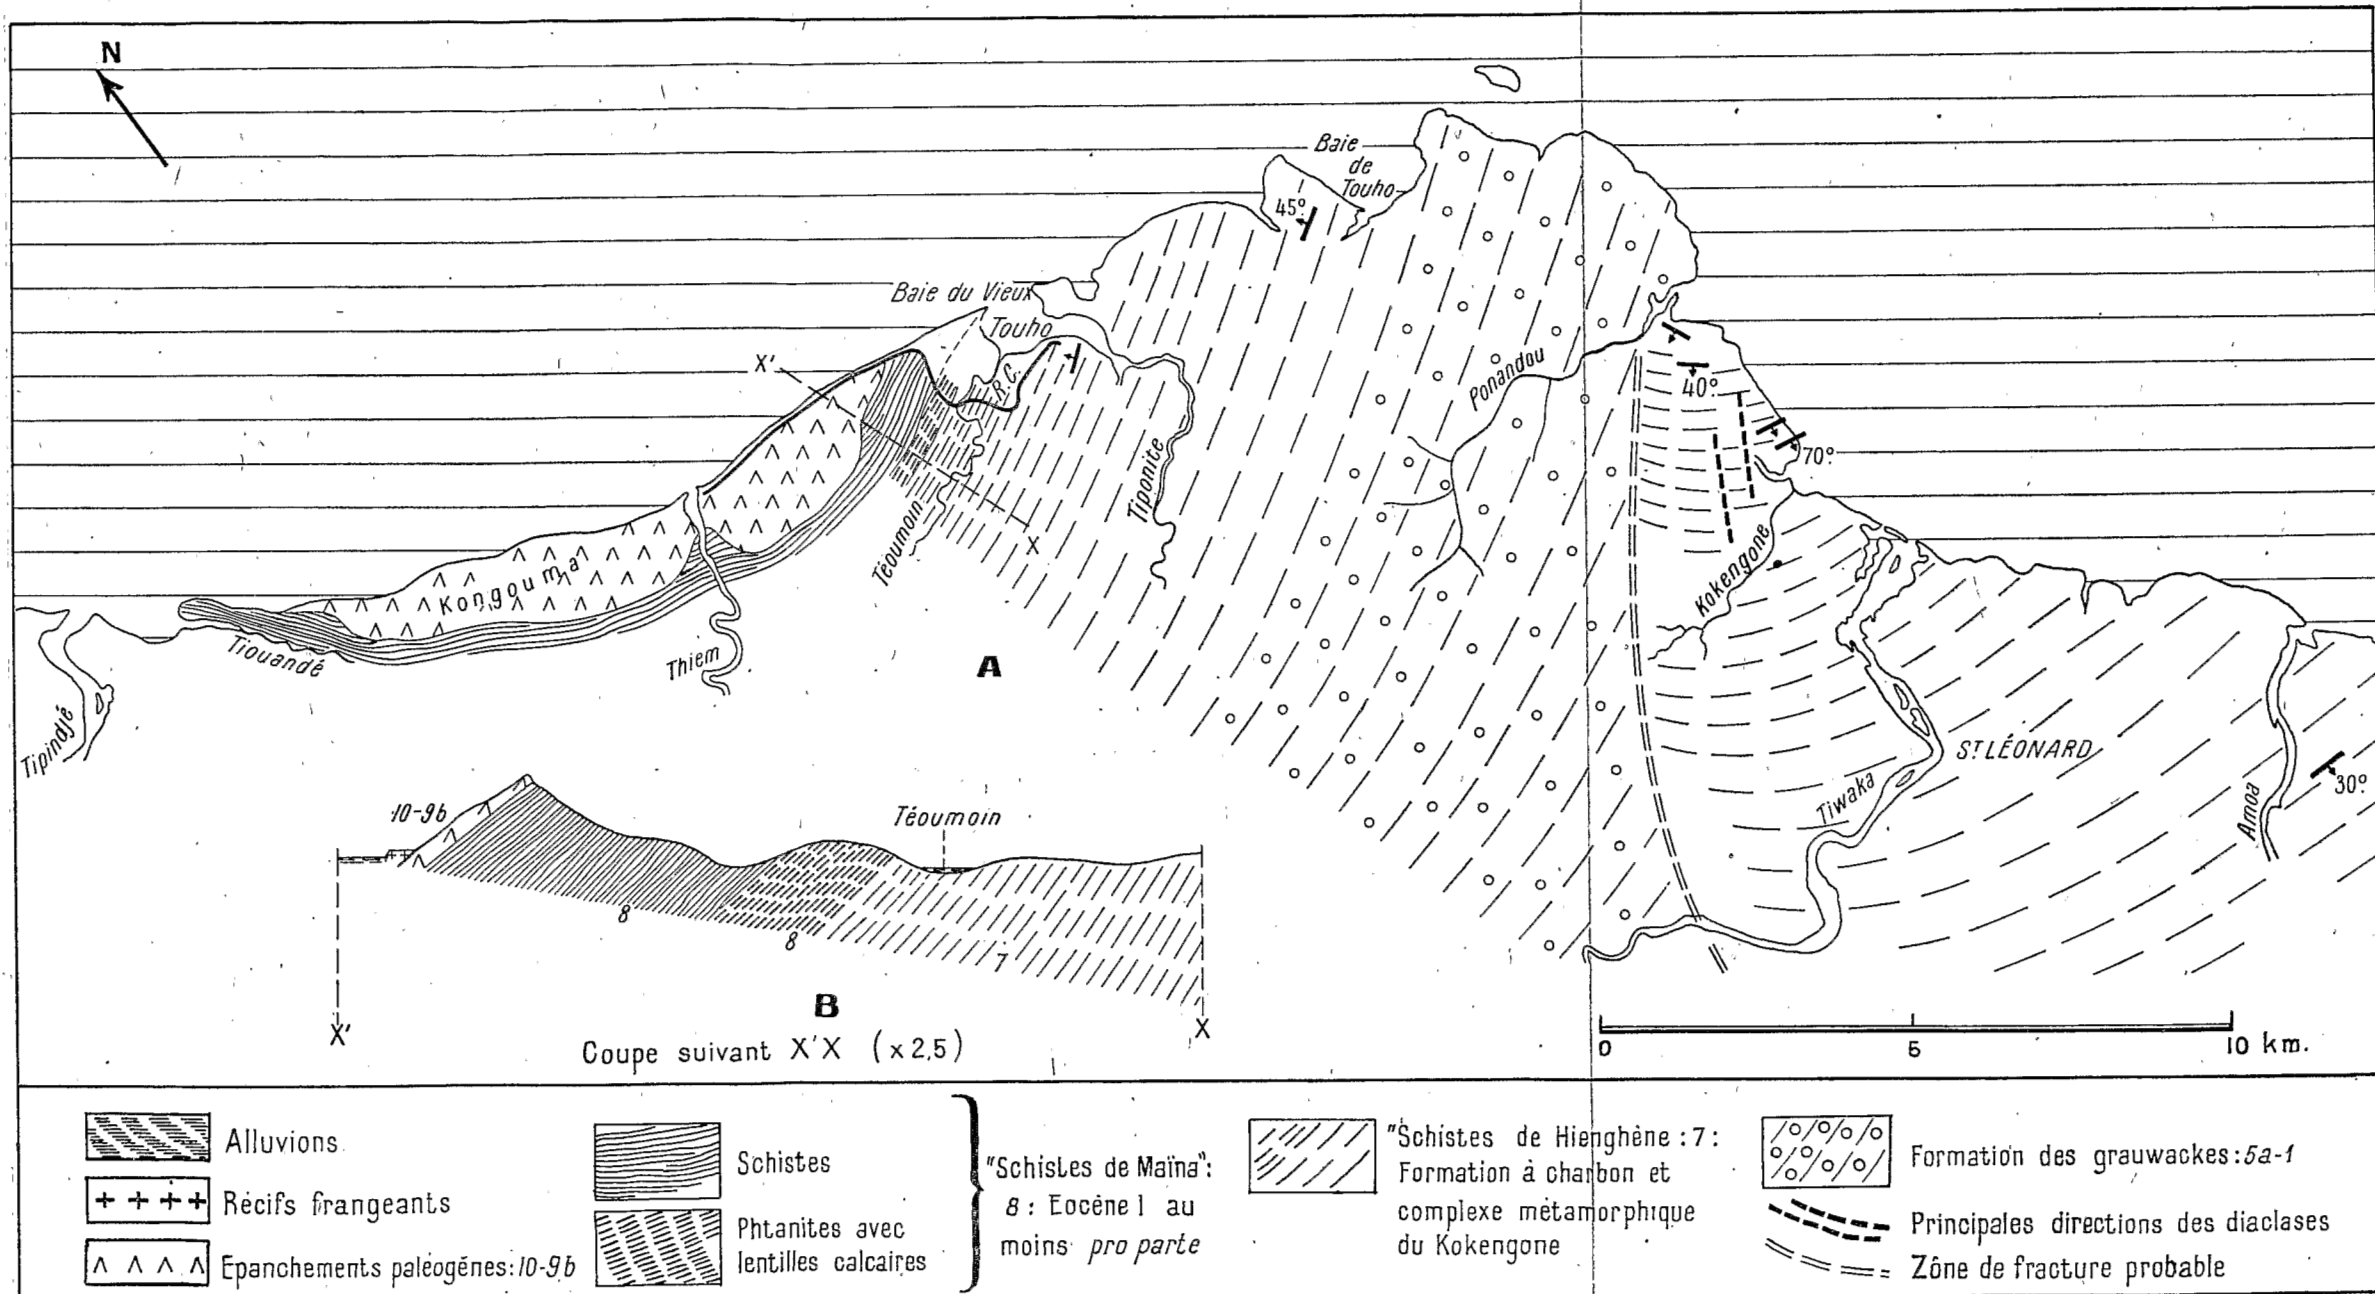 N
Baie
de
Touho
45°
Baie du Vieux
Touho
X'
R.C.
Ponandou
40°
70°
Tiponite
X
Téoumoin
Kokengone
Kongouma
Tiouandé
Thiem
A
Tipindjé
ST LÉONARD
Tiwaka
Amoa
30°
10-9b
Téoumoin
8
8
7
B
X'
X
Coupe suivant X'X (x2,5)
0 5 10 km.
Alluvions
Récifs frangeants
Epanchements paléogènes: 10-9b
Schistes
Phtanites avec
lentilles calcaires
"Schistes de Maïna":
8 : Eocène I au
moins pro parte
"Schistes de Hienghène : 7 :
Formation à charbon et
complexe métamorphique
du Kokengone
Formation des grauwackes: 5a-1
Principales directions des diaclases
Zône de fracture probable